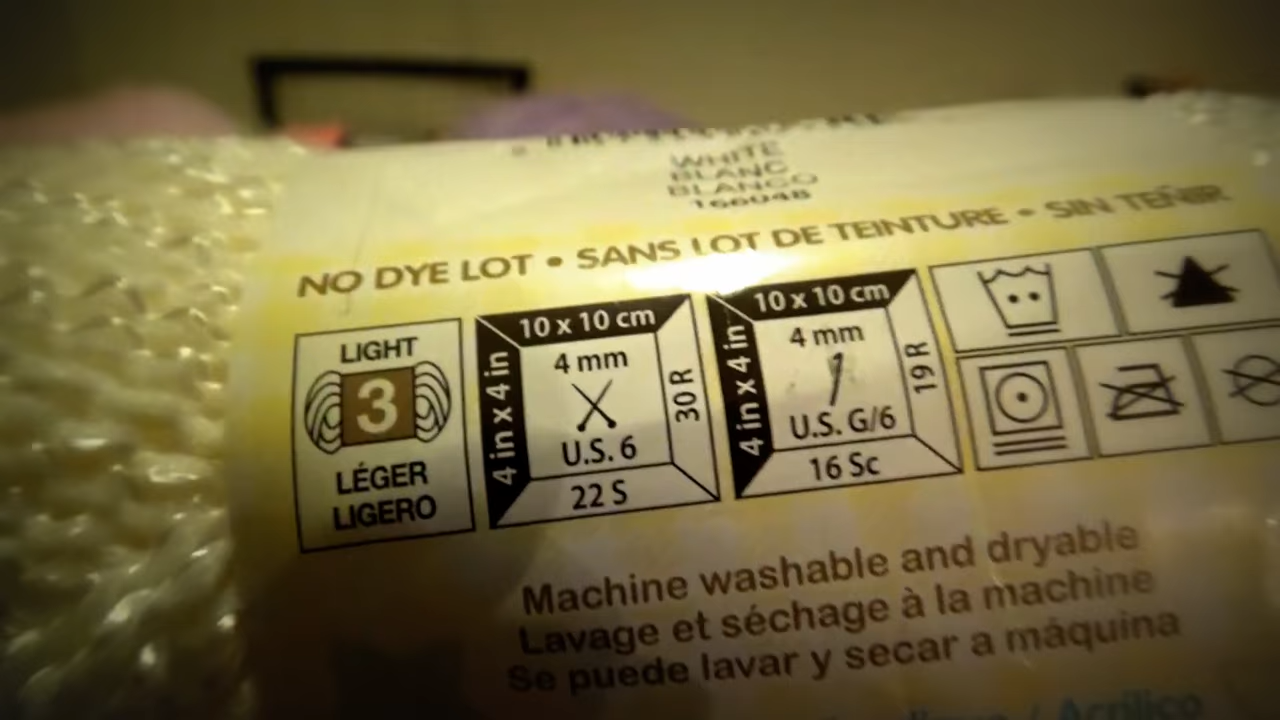 WHITE
BLANC
BLANCO
166048
NO DYE LOT • SANS LOT DE TEINTURE • SIN TEÑIR
LIGHT
3
LÉGER
LIGERO
10 x 10 cm
4 in x 4 in
4 mm
U.S. 6
30 R
22 S
10 x 10 cm
4 in x 4 in
4 mm
U.S. G/6
19 R
16 Sc
Machine washable and dryable
Lavage et séchage à la machine
Se puede lavar y secar a máquina
/ Acrílico